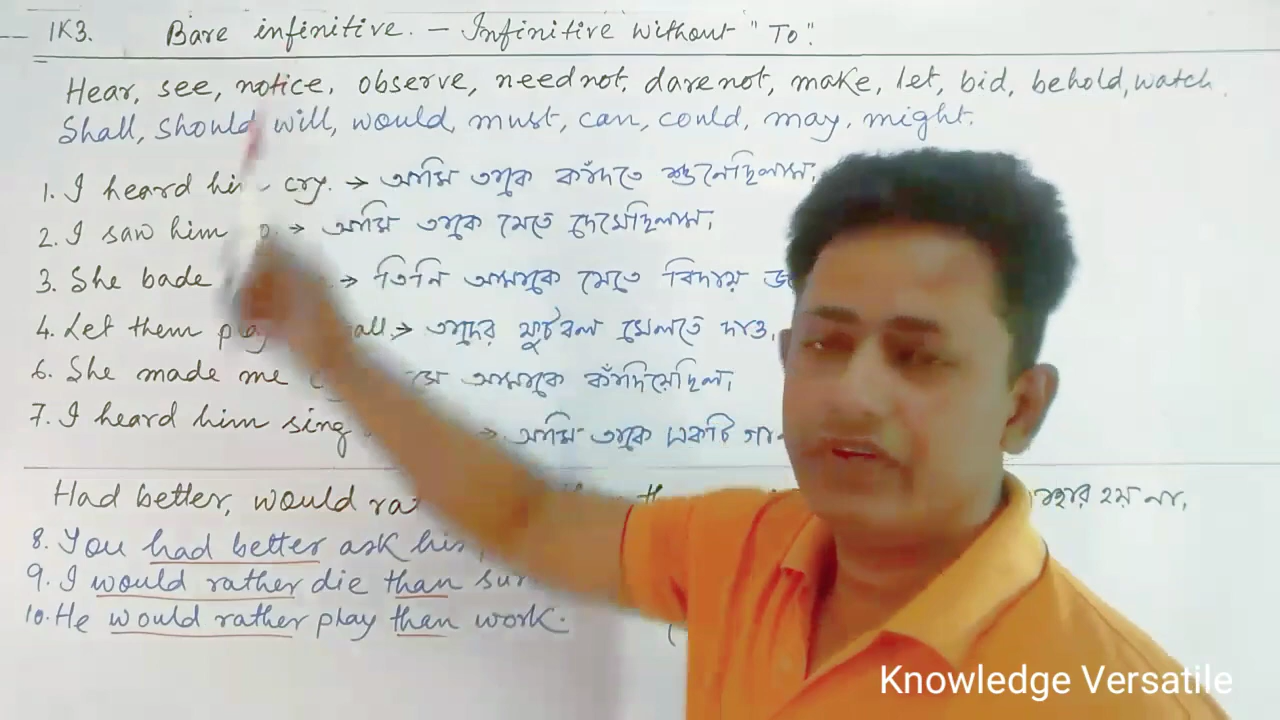 1K3. Bare infinitive. – Infinitive without "To".
Hear, see, notice, observe, need not, dare not, make, let, bid, behold, watch,
Shall, should will, would, must, can, could, may, might.
1. I heard hi cry. → আমি তাকে কাঁদতে শুনেছিলাম।
2. I saw him → আমি তাকে যেতে দেখেছিলাম।
3. She bade → তিনি আমাকে যেতে বিদায়
4. Let them all → তাদের ফুটবল খেলতে দাও।
6. She made me আমাকে কাঁদিয়েছিল।
7. I heard him sing → আমি তাকে একটি
Had better, would হয় না,
8. You had better ask
9. I would rather die than
10. He would rather play than work.
Knowledge Versatile